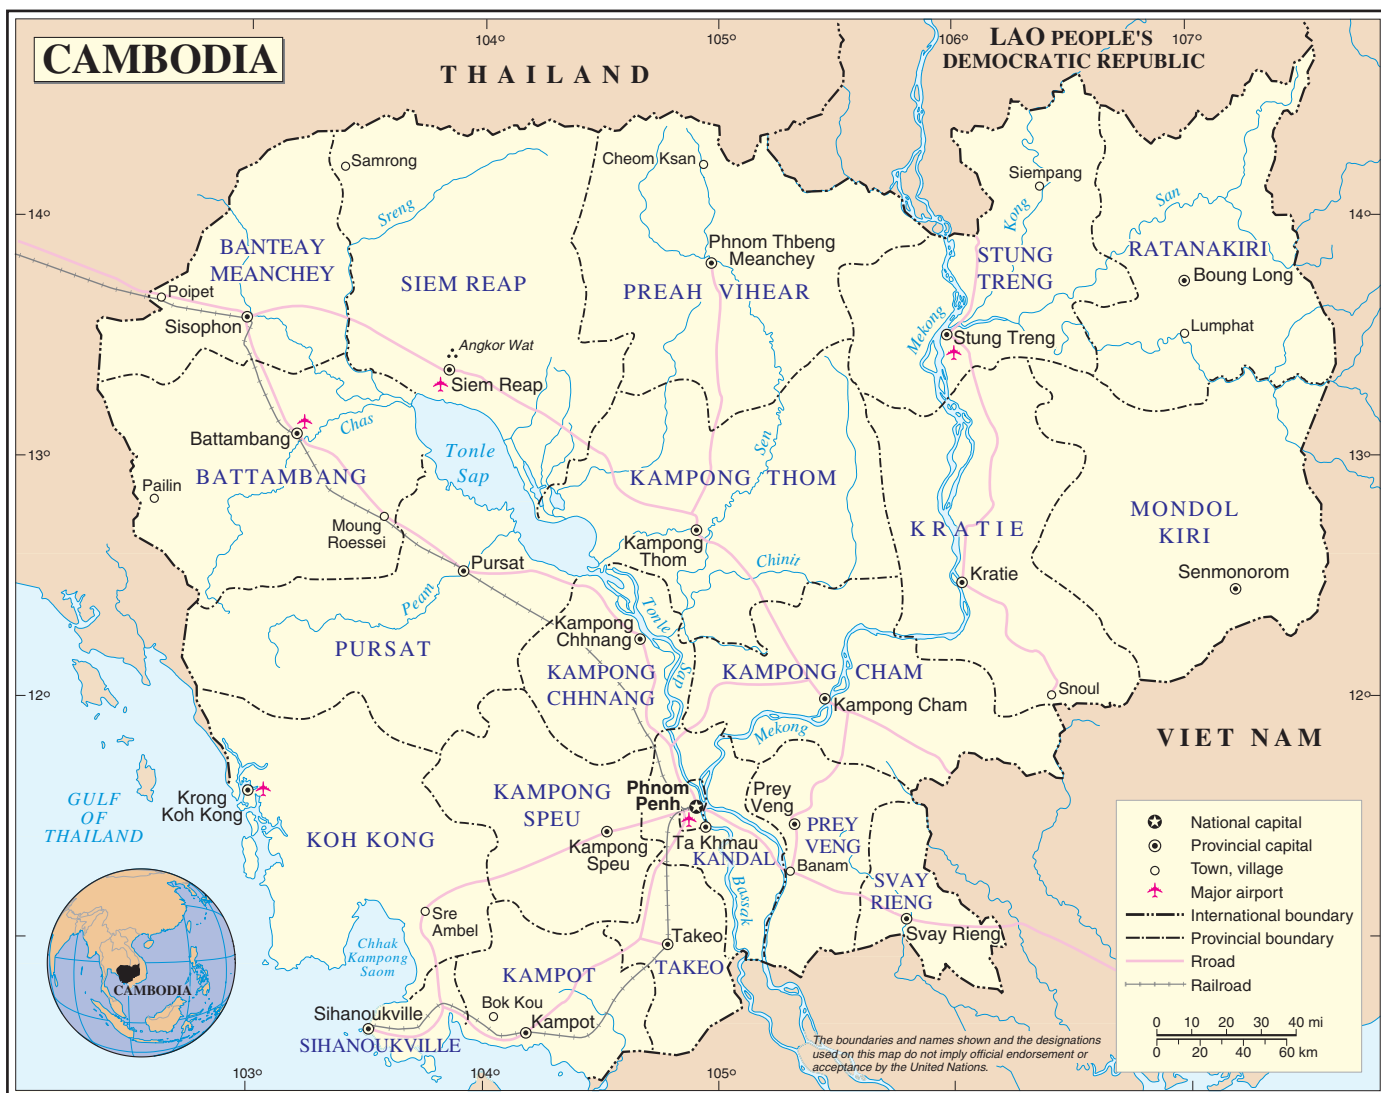 104°
105°
106°
107°
CAMBODIA
THAILAND
LAO PEOPLE'S
DEMOCRATIC REPUBLIC
Samrong
Cheom Ksan
Siempang
San
Kong
Sreng
14°
14°
BANTEAY
MEANCHEY
Phnom Thbeng
Meanchey
STUNG
TRENG
RATANAKIRI
Boung Long
SIEM REAP
PREAH VIHEAR
Poipet
Sisophon
Mekong
Lumphat
Stung Treng
Angkor Wat
Siem Reap
Chas
Battambang
Tonle
Sap
Sen
13°
13°
BATTAMBANG
KAMPONG THOM
Pailin
Moung
Roessei
MONDOL
KIRI
KRATIE
Kampong
Thom
Pursat
Chinit
Kratie
Senmonorom
Peam
Tonle
Sap
Kampong
Chhnang
PURSAT
KAMPONG
CHHNANG
KAMPONG CHAM
12°
12°
Snoul
Kampong Cham
Mekong
VIET NAM
Krong
Koh Kong
GULF
OF
THAILAND
KAMPONG
SPEU
Phnom
Penh
Prey
Veng
KOH KONG
Kampong
Speu
Ta Khmau
KANDAL
PREY
VENG
Banam
SVAY
RIENG
Bassak
Sre
Ambel
Svay Rieng
Chhak
Kampong
Saom
Takeo
TAKEO
KAMPOT
Bok Kou
Kampot
Sihanoukville
SIHANOUKVILLE
CAMBODIA
National capital
Provincial capital
Town, village
Major airport
International boundary
Provincial boundary
Rroad
Railroad
0 10 20 30 40 mi
0 20 40 60 km
The boundaries and names shown and the designations
used on this map do not imply official endorsement or
acceptance by the United Nations.
103°
104°
105°
106°
107°